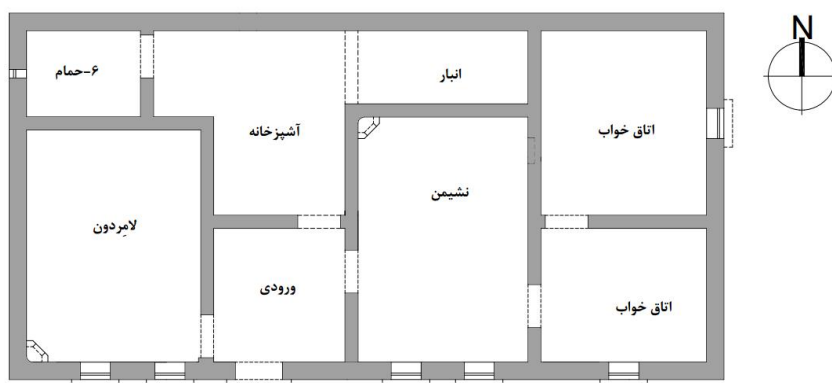 N
۶-حمام
انبار
آشپزخانه
اتاق خواب
نشیمن
لامِردون
ورودی
اتاق خواب